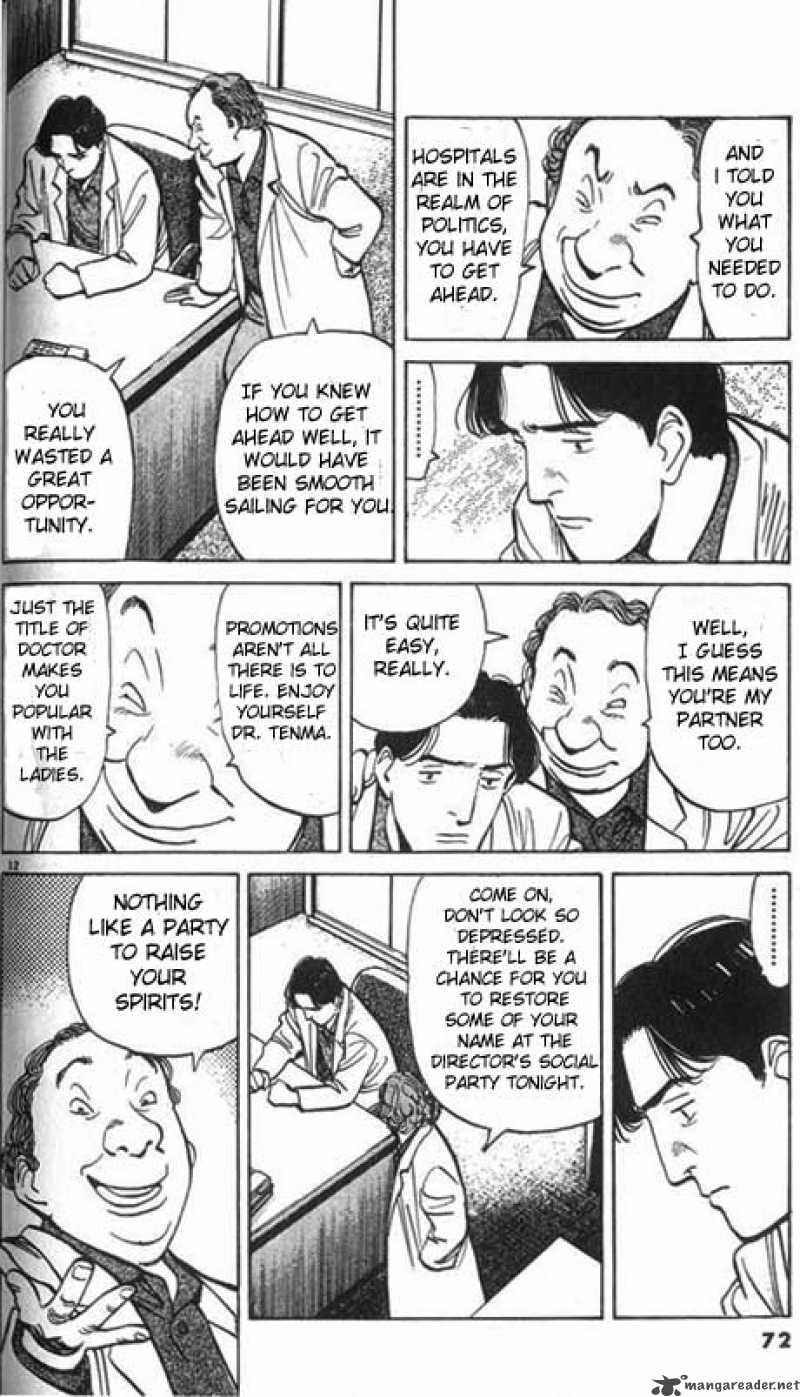 AND
I TOLD
YOU
WHAT
YOU
NEEDED
TO DO.
HOSPITALS
ARE IN THE
REALM OF
POLITICS,
YOU HAVE
TO GET
AHEAD.
.........
IF YOU KNEW
HOW TO GET
AHEAD WELL, IT
WOULD HAVE
BEEN SMOOTH
SAILING FOR YOU.
YOU
REALLY
WASTED A
GREAT
OPPOR-
TUNITY.
WELL,
I GUESS
THIS MEANS
YOU'RE MY
PARTNER
TOO.
IT'S QUITE
EASY,
REALLY.
PROMOTIONS
AREN'T ALL
THERE IS TO
LIFE. ENJOY
YOURSELF
DR. TENMA.
JUST THE
TITLE OF
DOCTOR
MAKES
YOU
POPULAR
WITH
THE
LADIES.
12
.........
COME ON,
DON'T LOOK SO
DEPRESSED.
THERE'LL BE A
CHANCE FOR YOU
TO RESTORE
SOME OF YOUR
NAME AT THE
DIRECTOR'S SOCIAL
PARTY TONIGHT.
NOTHING
LIKE A PARTY
TO RAISE
YOUR
SPIRITS!
72
mangareader.net